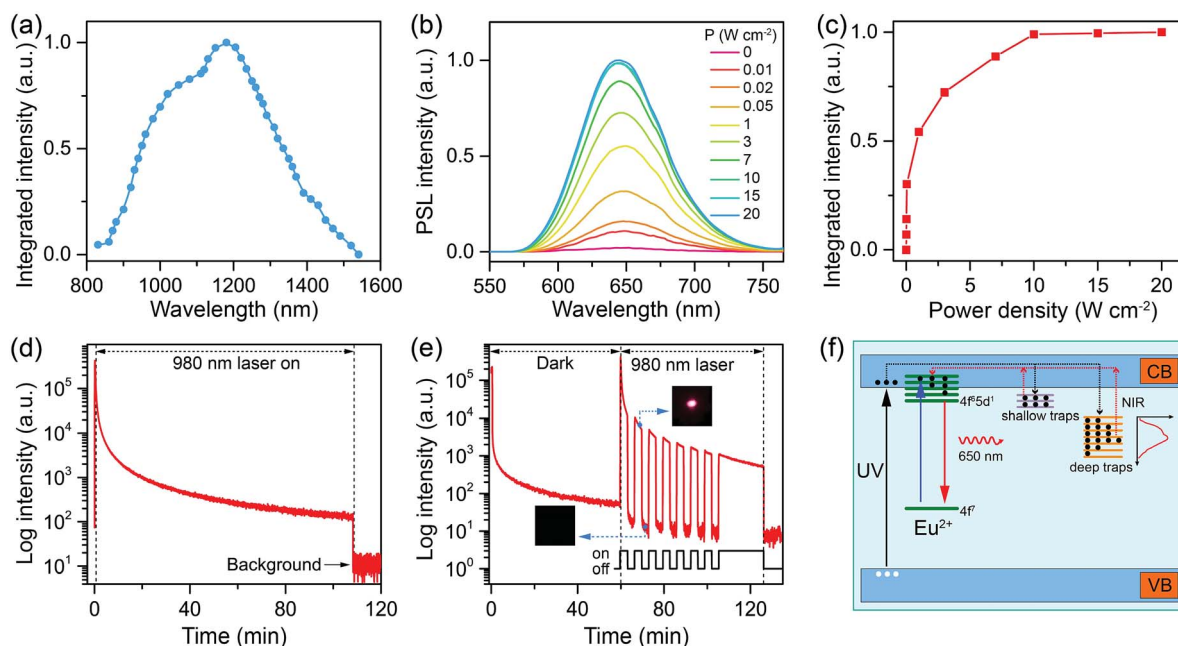 (a)
Integrated intensity (a.u.)
1.0
0.5
0.0
800 1000 1200 1400 1600
Wavelength (nm)
(b)
PSL intensity (a.u.)
1.0
0.5
0.0
550 600 650 700 750
Wavelength (nm)
P (W cm⁻²)
0
0.01
0.02
0.05
1
3
7
10
15
20
(c)
Integrated intensity (a.u.)
1.0
0.5
0.0
0 5 10 15 20
Power density (W cm⁻²)
(d)
Log intensity (a.u.)
10⁵
10⁴
10³
10²
10¹
980 nm laser on
Background
0 40 80 120
Time (min)
(e)
Log intensity (a.u.)
10⁵
10⁴
10³
10²
10¹
10⁰
Dark
980 nm laser
on
off
0 40 80 120
Time (min)
(f)
CB
4f⁶5d¹
shallow traps
NIR
deep traps
650 nm
UV
4f⁷
Eu²⁺
VB